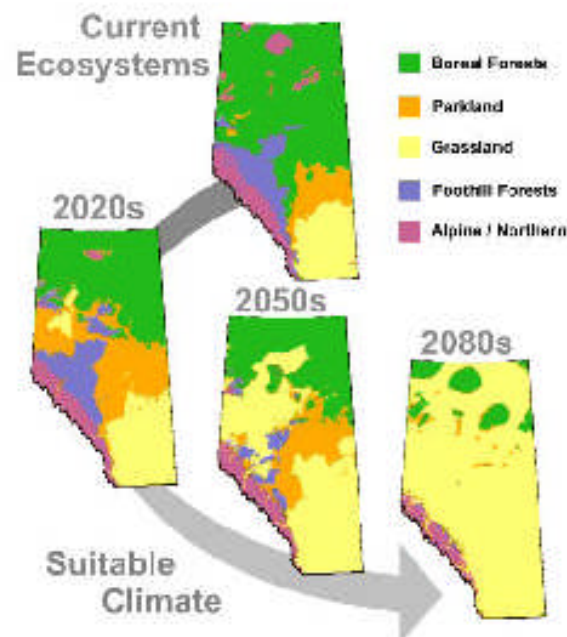 Current
Ecosystems
Boreal Forests
Parkland
Grassland
Foothill Forests
Alpine / Northern
2020s
2050s
2080s
Suitable
Climate